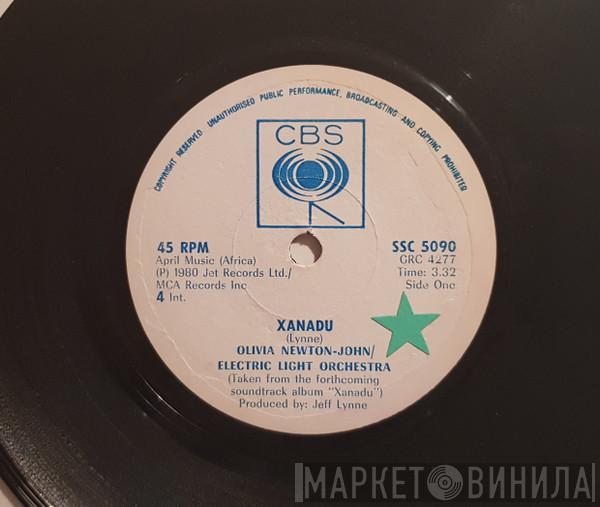 COPYRIGHT RESERVED, UNAUTHORISED PUBLIC PERFORMANCE, BROADCASTING AND COPYING PROHIBITED
CBS
45 RPM
April Music (Africa)
(P) 1980 Jet Records Ltd./
MCA Records Inc
4 Int.
SSC 5090
GRC 4277
Time: 3.32
Side One
XANADU
(Lynne)
OLIVIA NEWTON-JOHN/
ELECTRIC LIGHT ORCHESTRA
(Taken from the forthcoming
soundtrack album "Xanadu")
Produced by: Jeff Lynne
МАРКЕТ ВИНИЛА